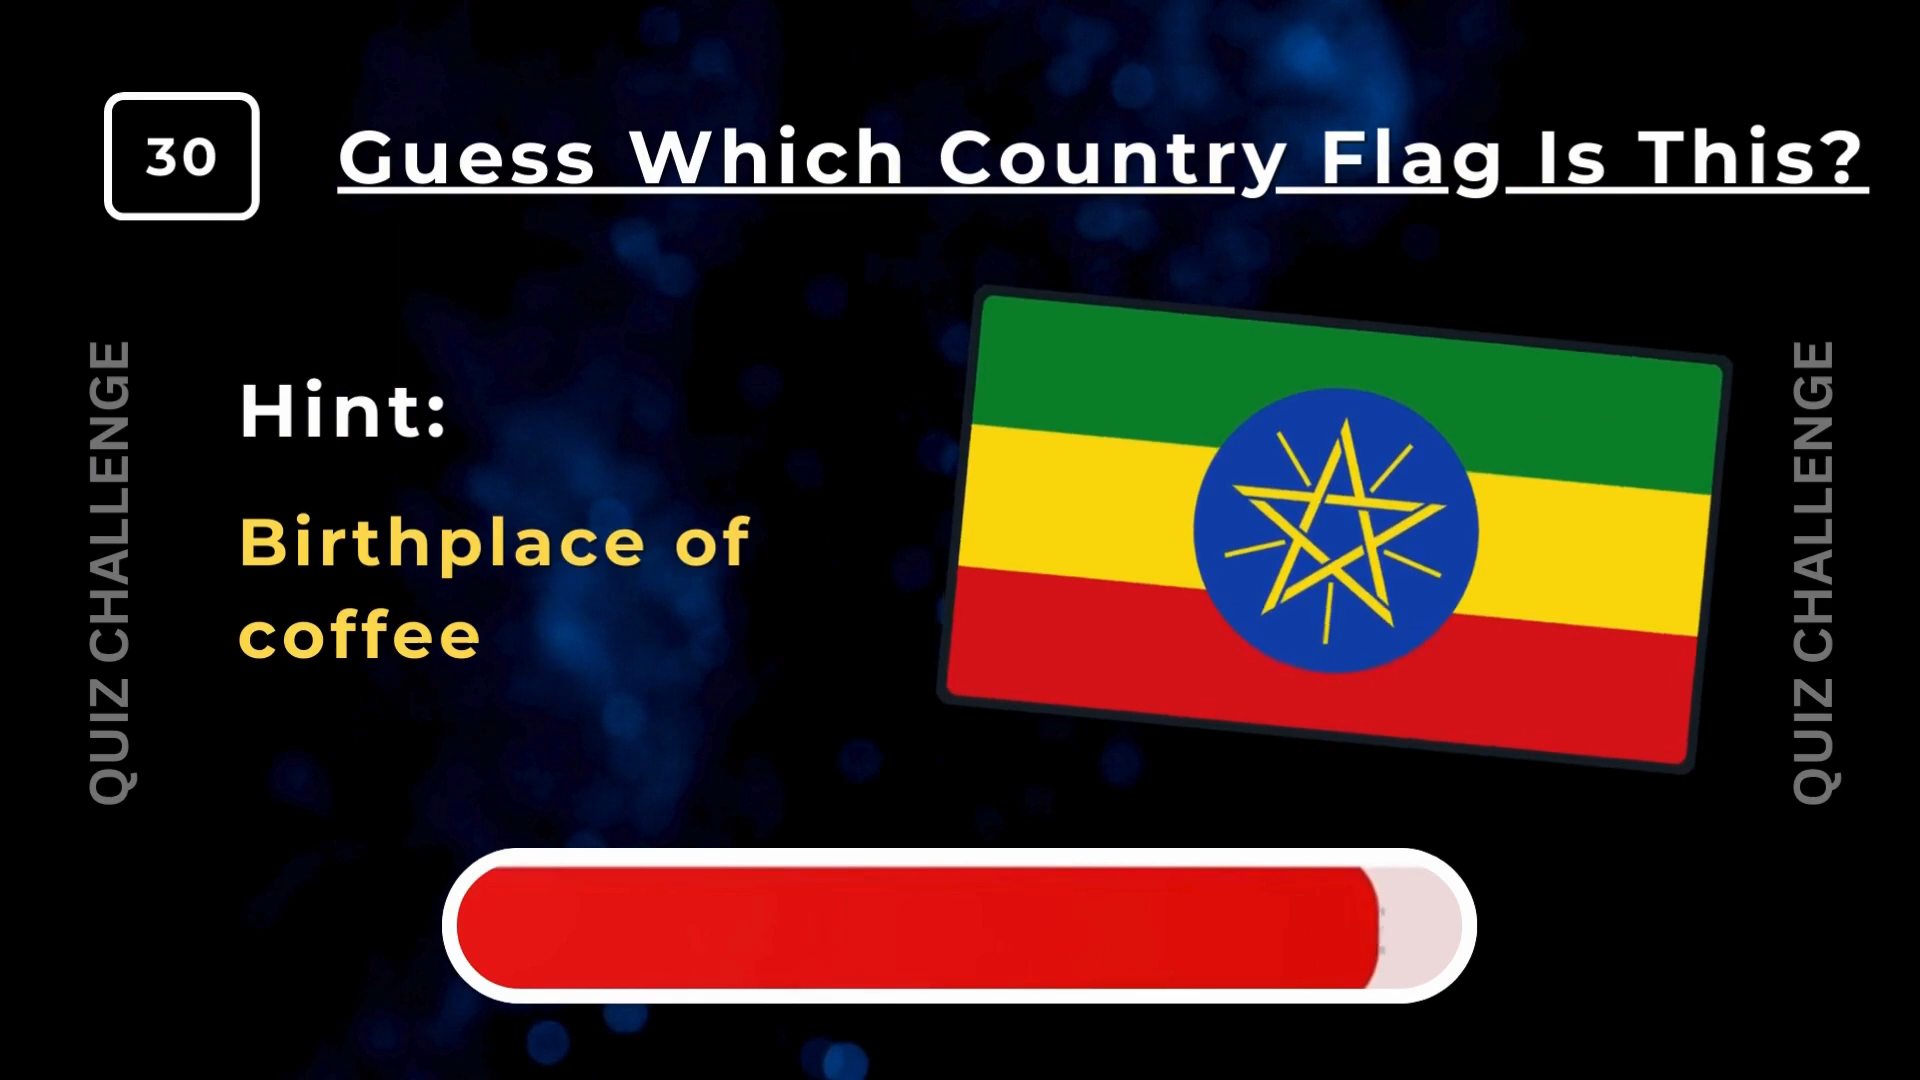 30
Guess Which Country Flag Is This?
Hint:
Birthplace of
coffee
QUIZ CHALLENGE
QUIZ CHALLENGE